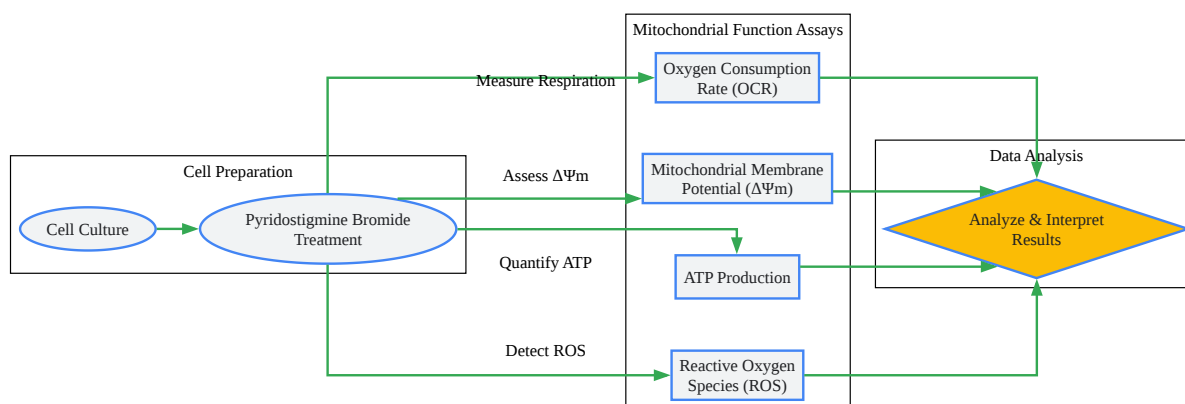 Mitochondrial Function Assays
Measure Respiration
Oxygen Consumption
Rate (OCR)
Cell Preparation
Assess ΔΨm
Mitochondrial Membrane
Potential (ΔΨm)
Data Analysis
Cell Culture
Pyridostigmine Bromide
Treatment
Analyze & Interpret
Results
Quantify ATP
ATP Production
Detect ROS
Reactive Oxygen
Species (ROS)